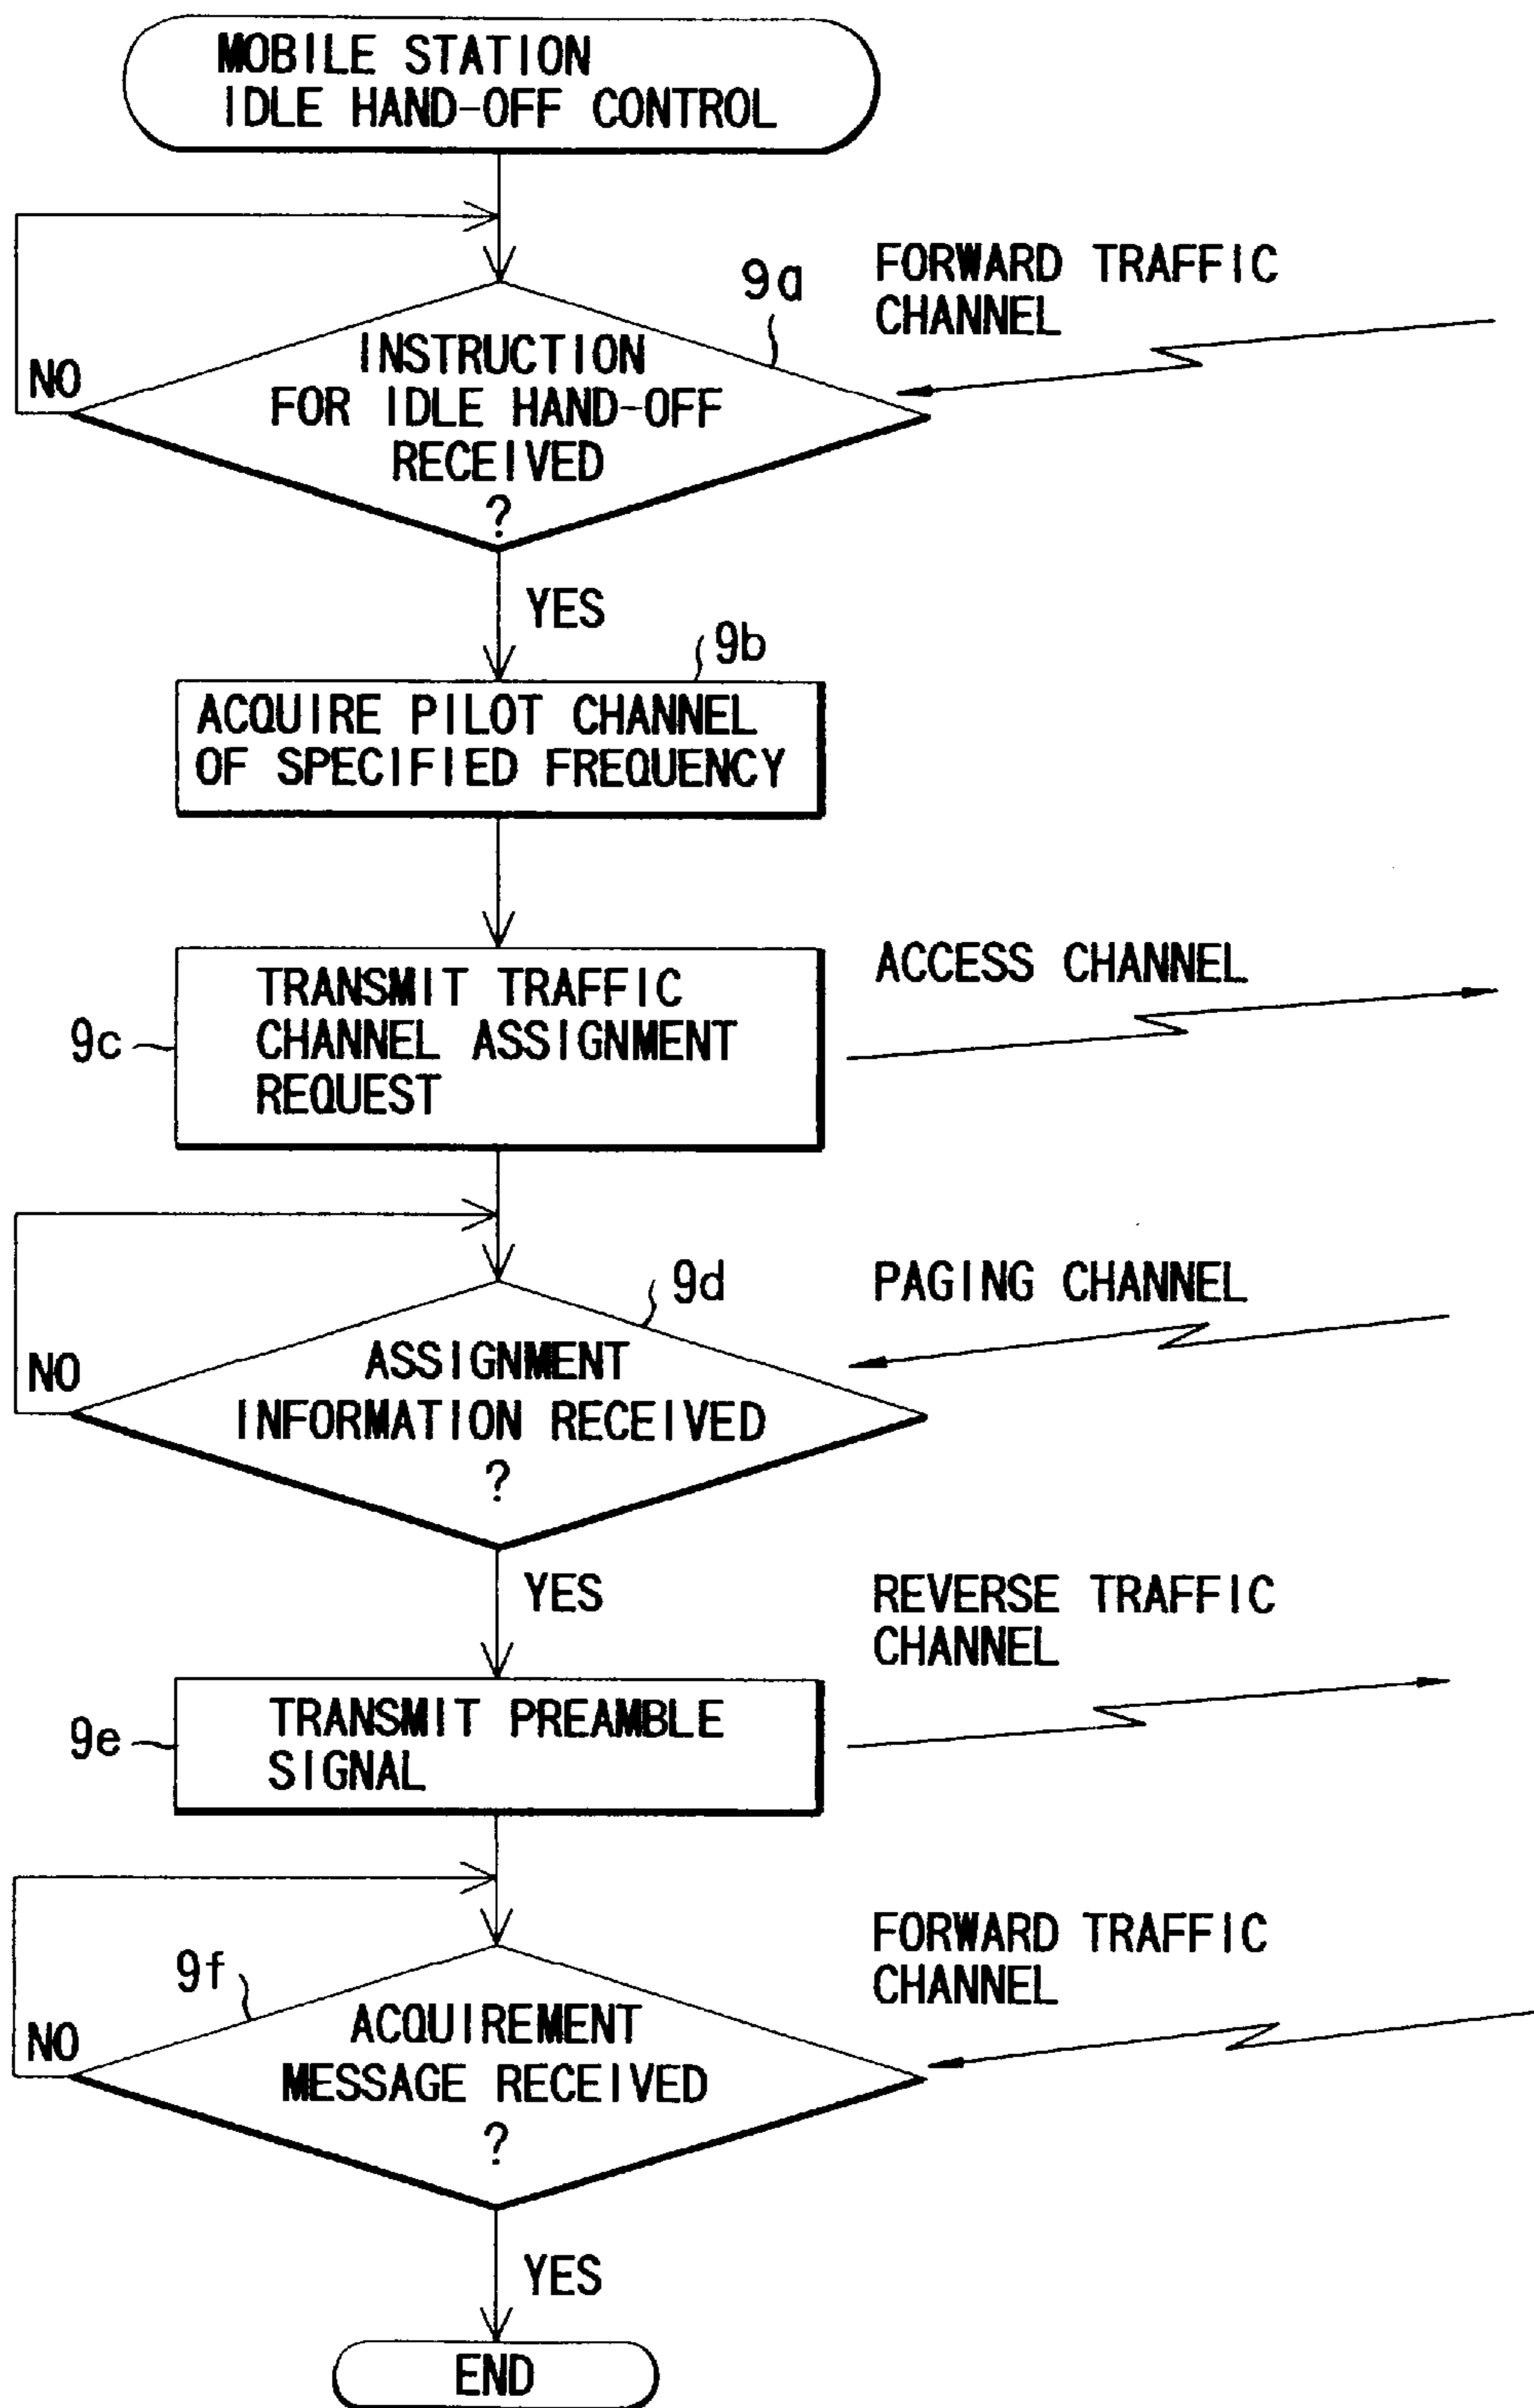 MOBILE STATION
IDLE HAND-OFF CONTROL
9a
FORWARD TRAFFIC
CHANNEL
INSTRUCTION
FOR IDLE HAND-OFF
RECEIVED
?
NO
YES
9b
ACQUIRE PILOT CHANNEL
OF SPECIFIED FREQUENCY
9c
TRANSMIT TRAFFIC
CHANNEL ASSIGNMENT
REQUEST
ACCESS CHANNEL
9d
PAGING CHANNEL
ASSIGNMENT
INFORMATION RECEIVED
?
NO
YES
REVERSE TRAFFIC
CHANNEL
9e
TRANSMIT PREAMBLE
SIGNAL
FORWARD TRAFFIC
CHANNEL
9f
ACQUIREMENT
MESSAGE RECEIVED
?
NO
YES
END